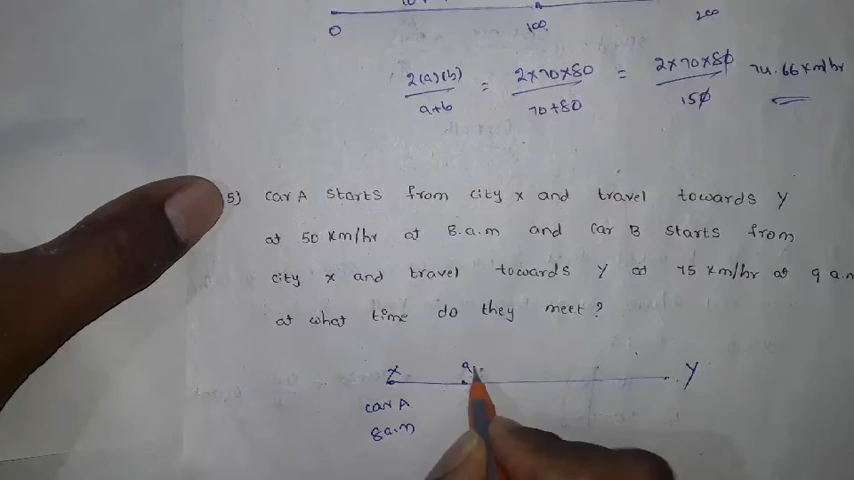 0 100 200
2(a)(b) / a+b = 2×70×80 / 70+80 = 2×70×80 / 150 74.66 km/hr
5) car A starts from city x and travel towards y
at 50 km/hr at 8.a.m and car B starts from
city x and travel towards y at 75 km/hr at 9 a.m
at what time do they meet?
X 9 Y
car A
8a.m